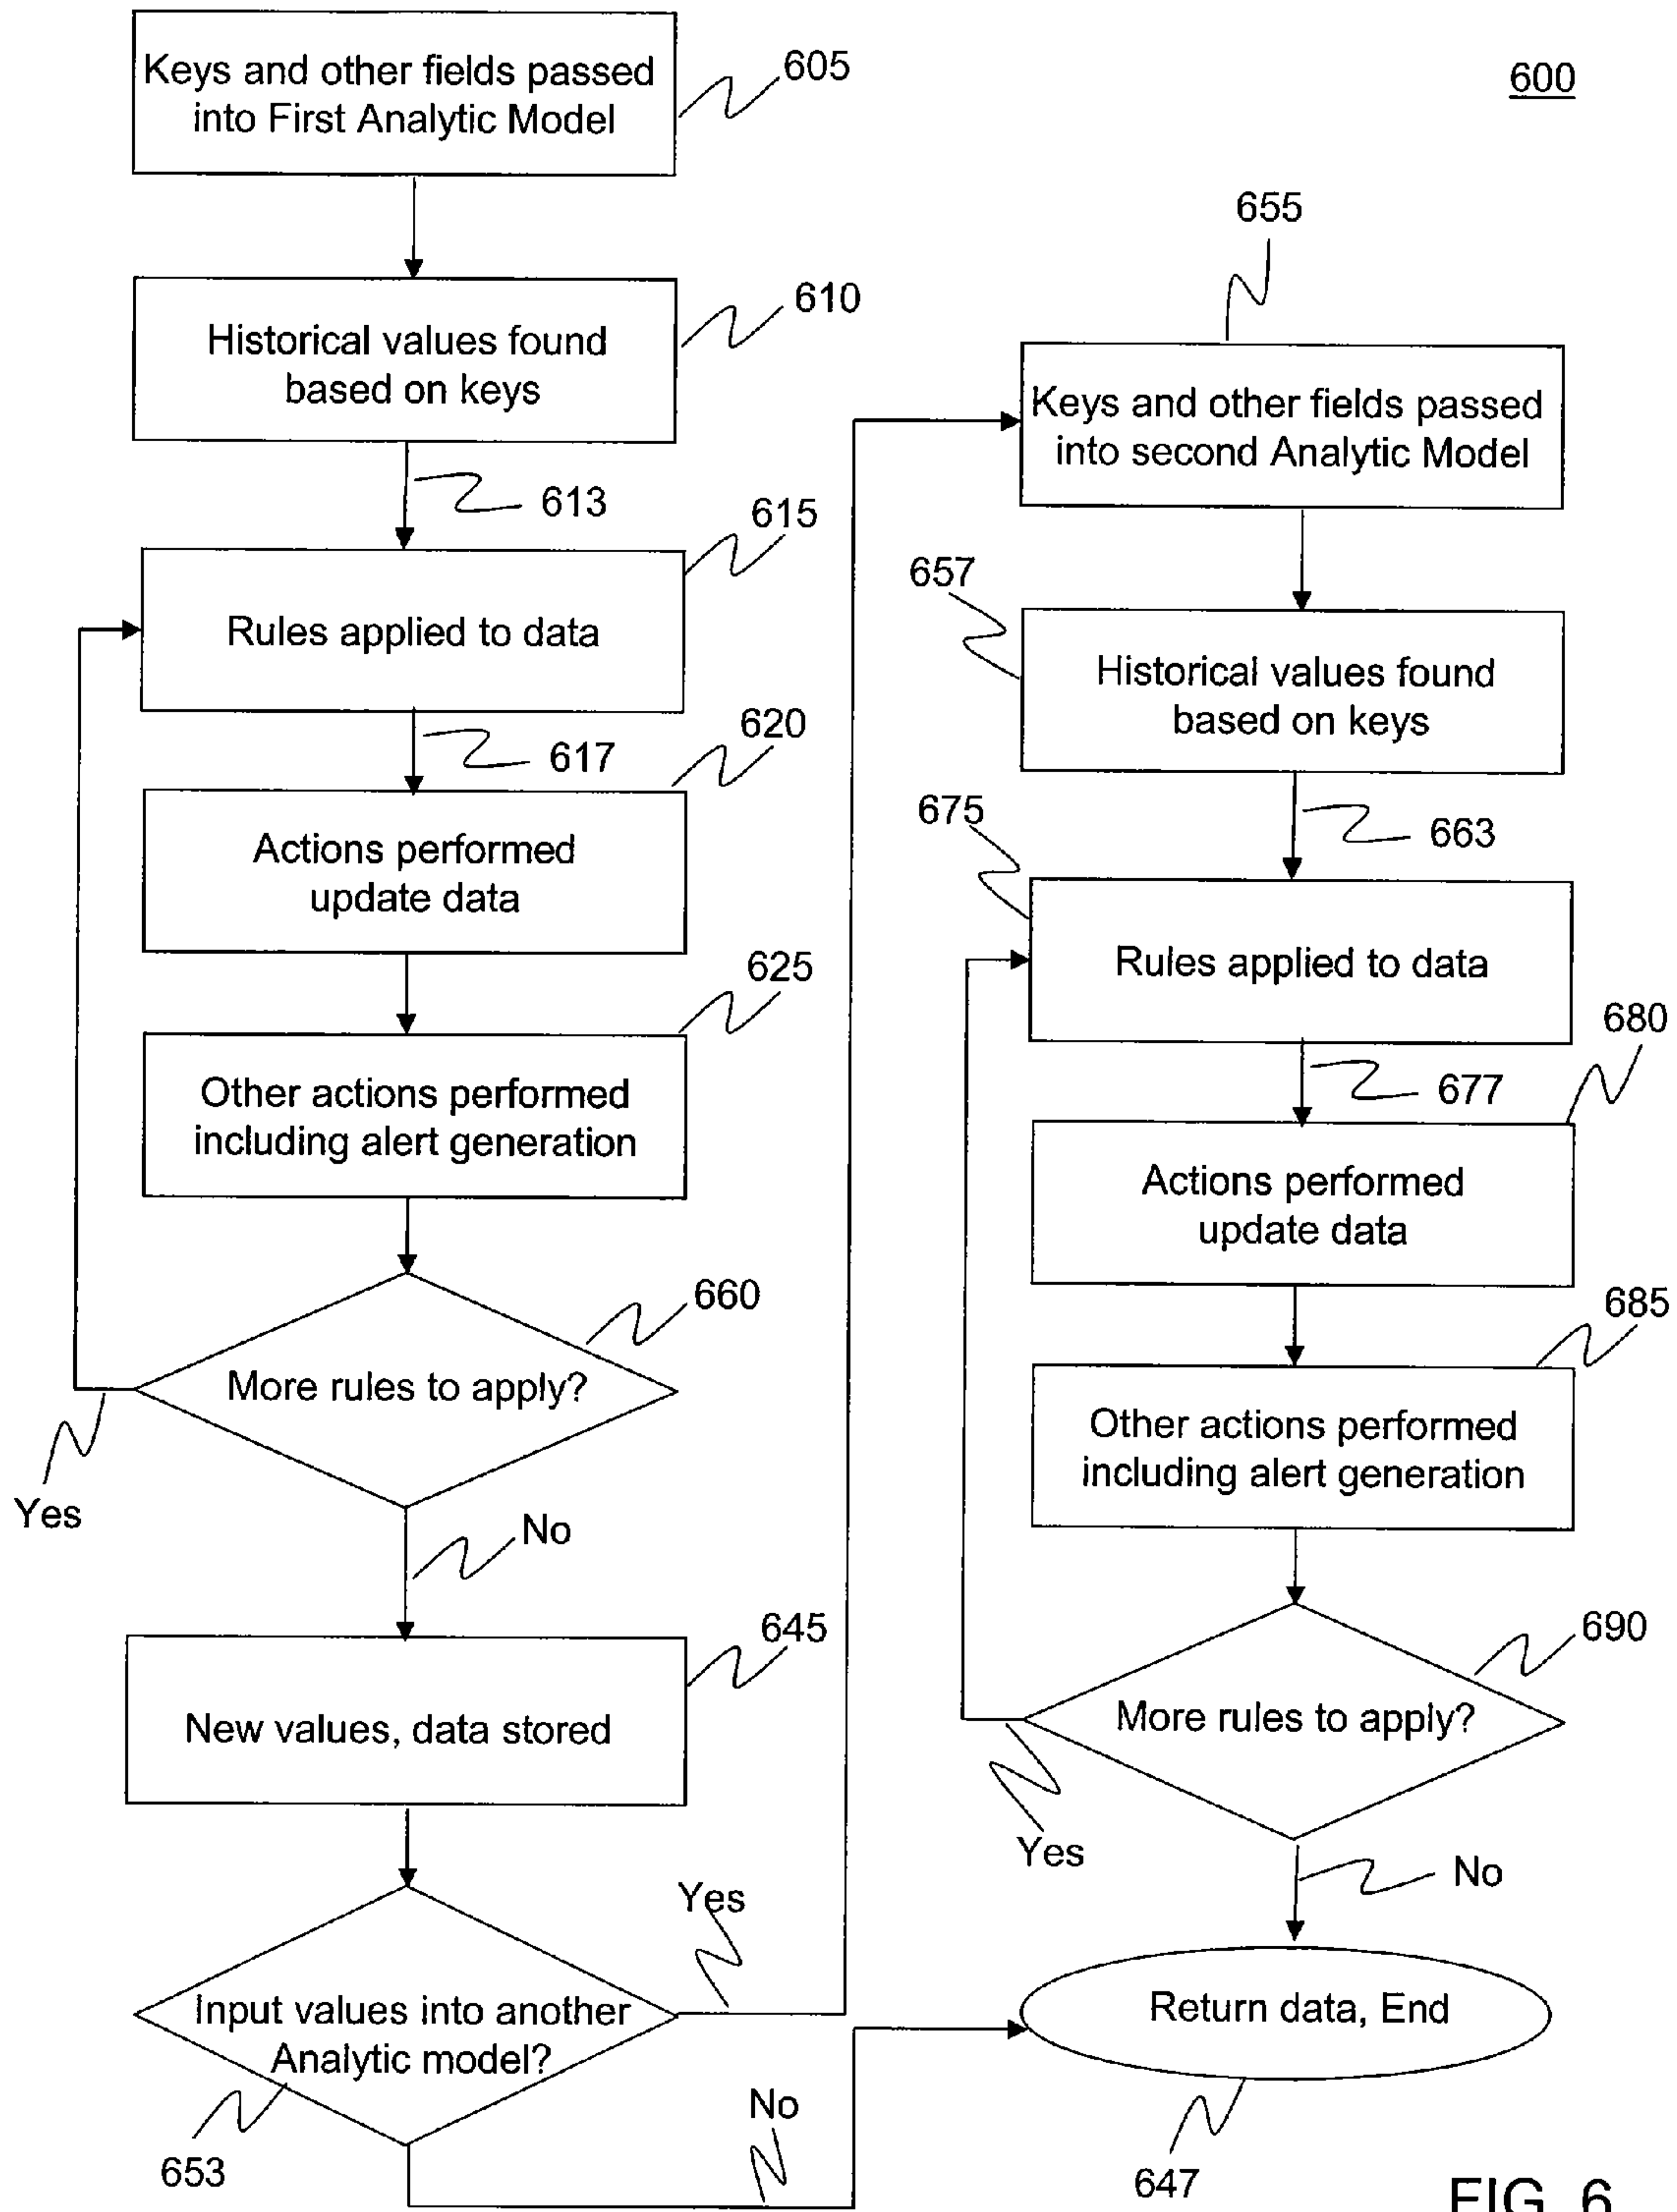 600
Keys and other fields passed
into First Analytic Model
605
Historical values found
based on keys
610
613
Rules applied to data
615
617
Actions performed
update data
620
Other actions performed
including alert generation
625
More rules to apply?
660
Yes
No
New values, data stored
645
Input values into another
Analytic model?
653
Yes
No
655
Keys and other fields passed
into second Analytic Model
657
Historical values found
based on keys
663
675
Rules applied to data
677
680
Actions performed
update data
685
Other actions performed
including alert generation
690
More rules to apply?
Yes
No
Return data, End
647
FIG. 6